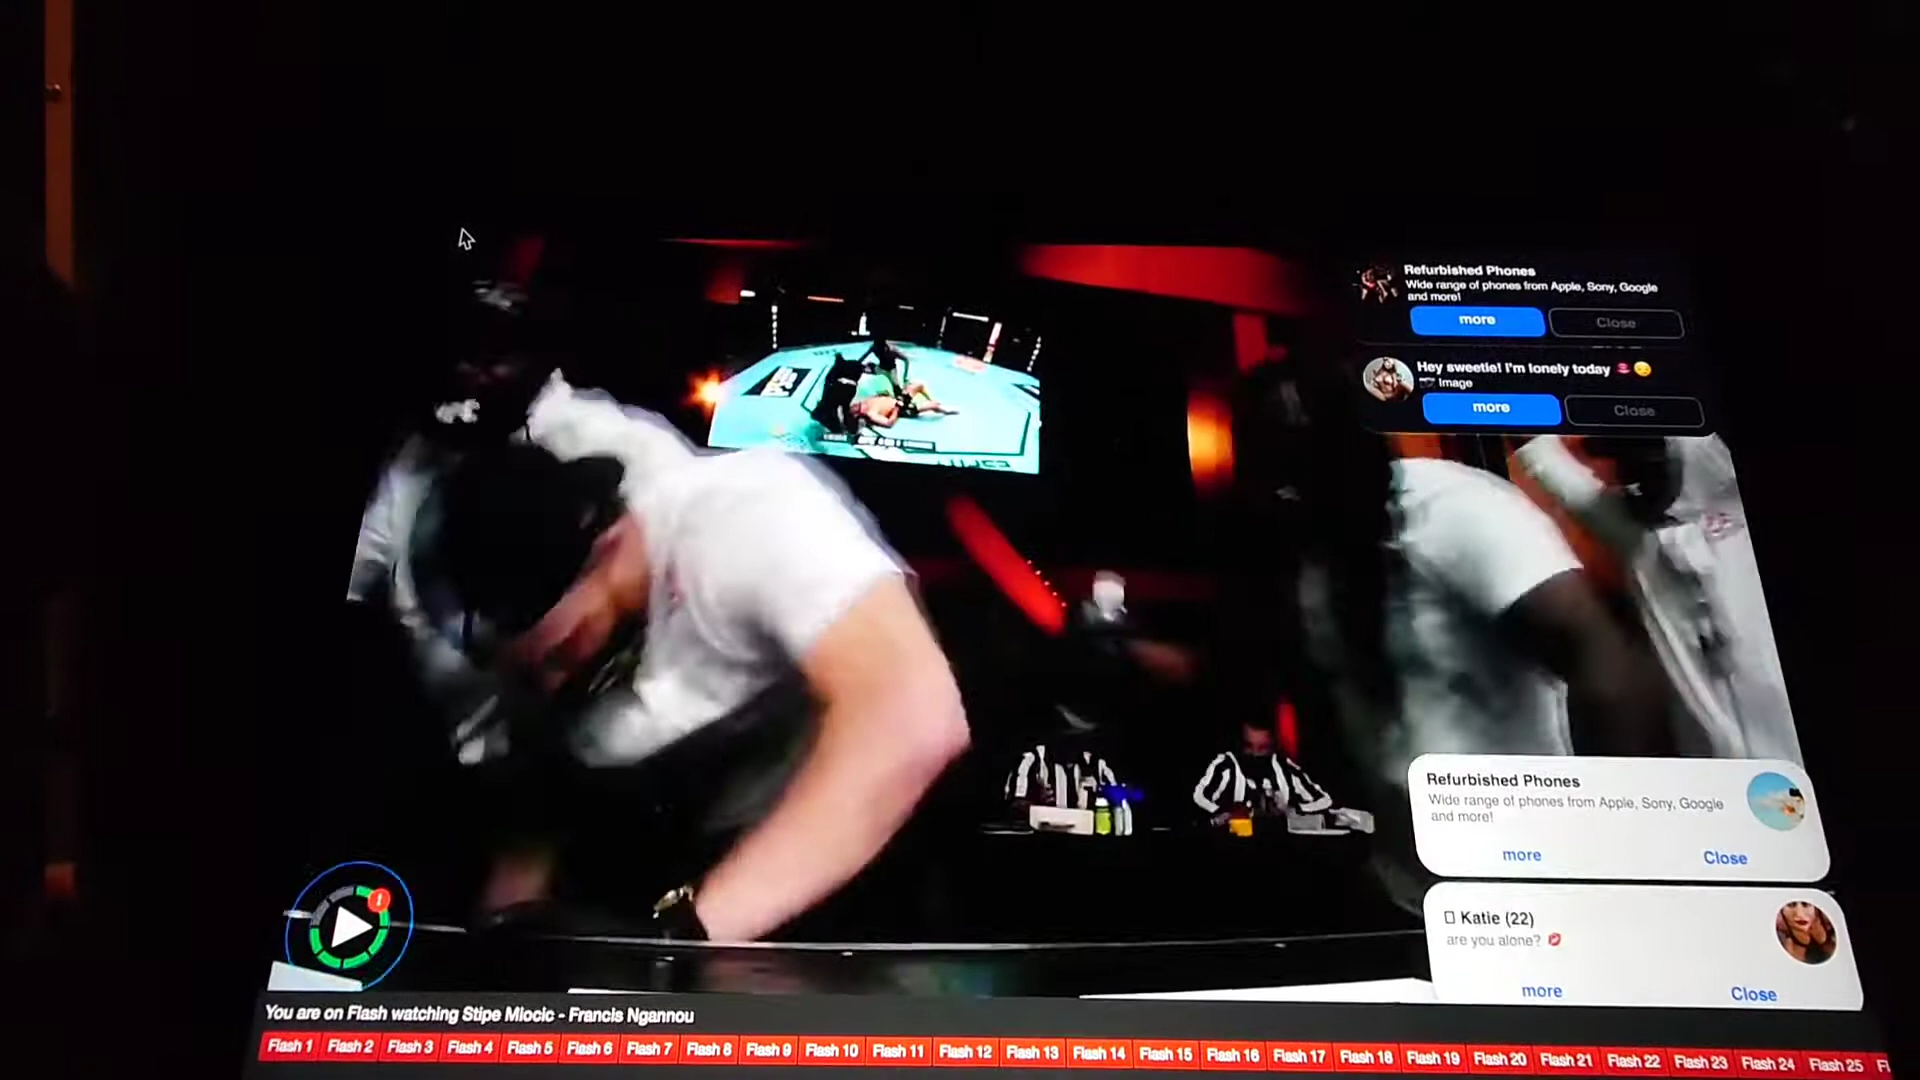 Refurbished Phones
Wide range of phones from Apple, Sony, Google
and more!
more
Close
Hey sweetie! I'm lonely today
Image
more
Close
Refurbished Phones
Wide range of phones from Apple, Sony, Google
and more!
more
Close
Katie (22)
are you alone?
more
Close
You are on Flash watching Stipe Miocic - Francis Ngannou
Flash 1 Flash 2 Flash 3 Flash 4 Flash 5 Flash 6 Flash 7 Flash 8 Flash 9 Flash 10 Flash 11 Flash 12 Flash 13 Flash 14 Flash 15 Flash 16 Flash 17 Flash 18 Flash 19 Flash 20 Flash 21 Flash 22 Flash 23 Flash 24 Flash 25